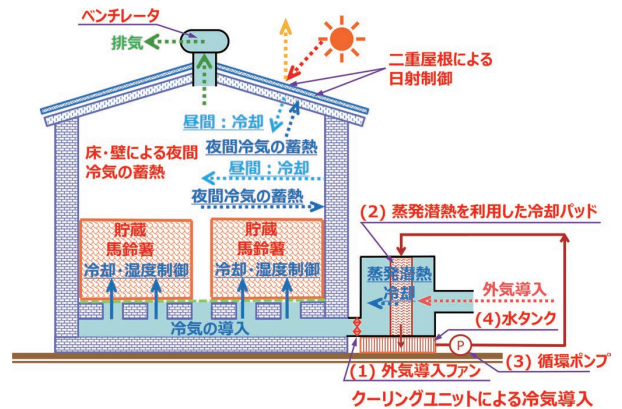 ベンチレータ
排気
二重屋根による
日射制御
昼間：冷却
夜間冷気の蓄熱
床・壁による夜間
冷気の蓄熱
昼間：冷却
夜間冷気の蓄熱
(2) 蒸発潜熱を利用した冷却パッド
貯蔵
馬鈴薯
冷却・湿度制御
貯蔵
馬鈴薯
冷却・湿度制御
蒸発潜熱
冷却
外気導入
冷気の導入
(4)水タンク
P
(3) 循環ポンプ
(1) 外気導入ファン
クーリングユニットによる冷気導入